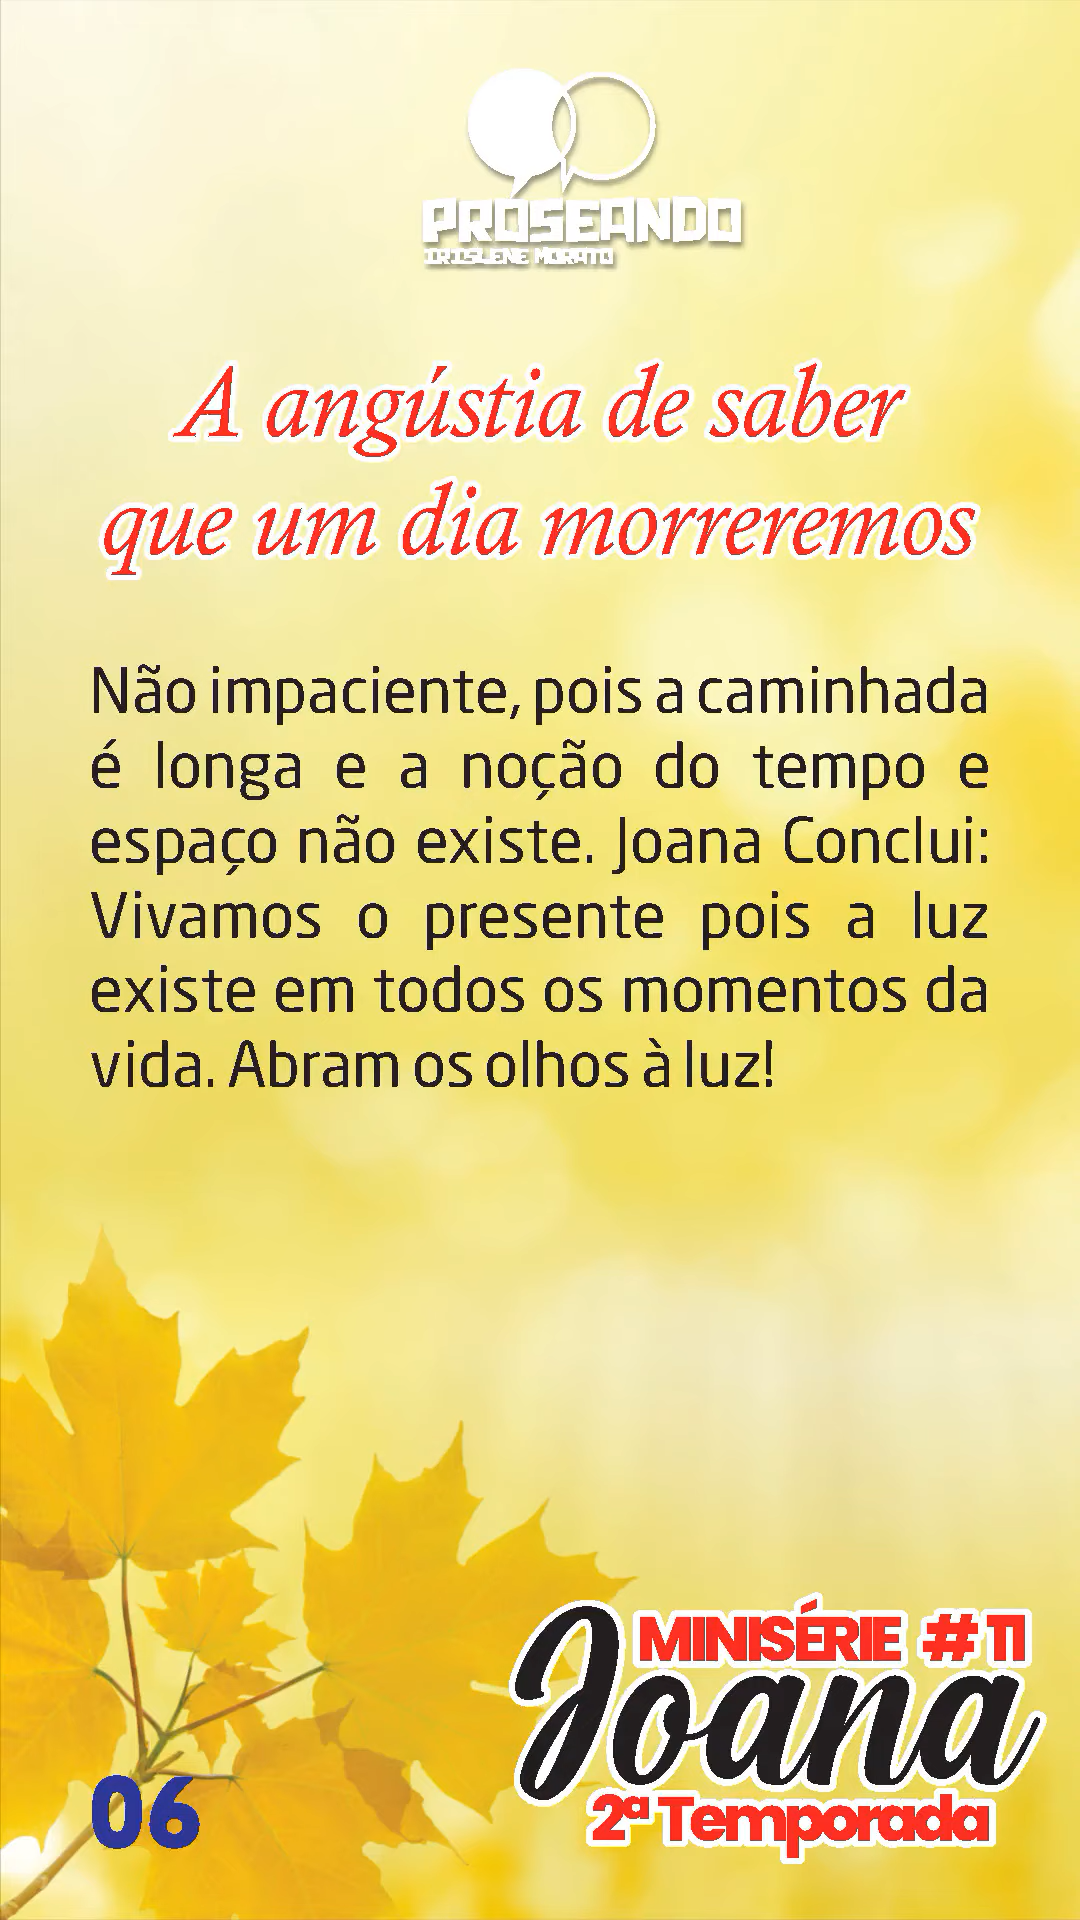 PROSEANDO
IRISLENE MORATO
A angústia de saber
que um dia morreremos
Não impaciente, pois a caminhada
é longa e a noção do tempo e
espaço não existe. Joana Conclui:
Vivamos o presente pois a luz
existe em todos os momentos da
vida. Abram os olhos à luz!
MINISÉRIE #11
Joana
2ª Temporada
06